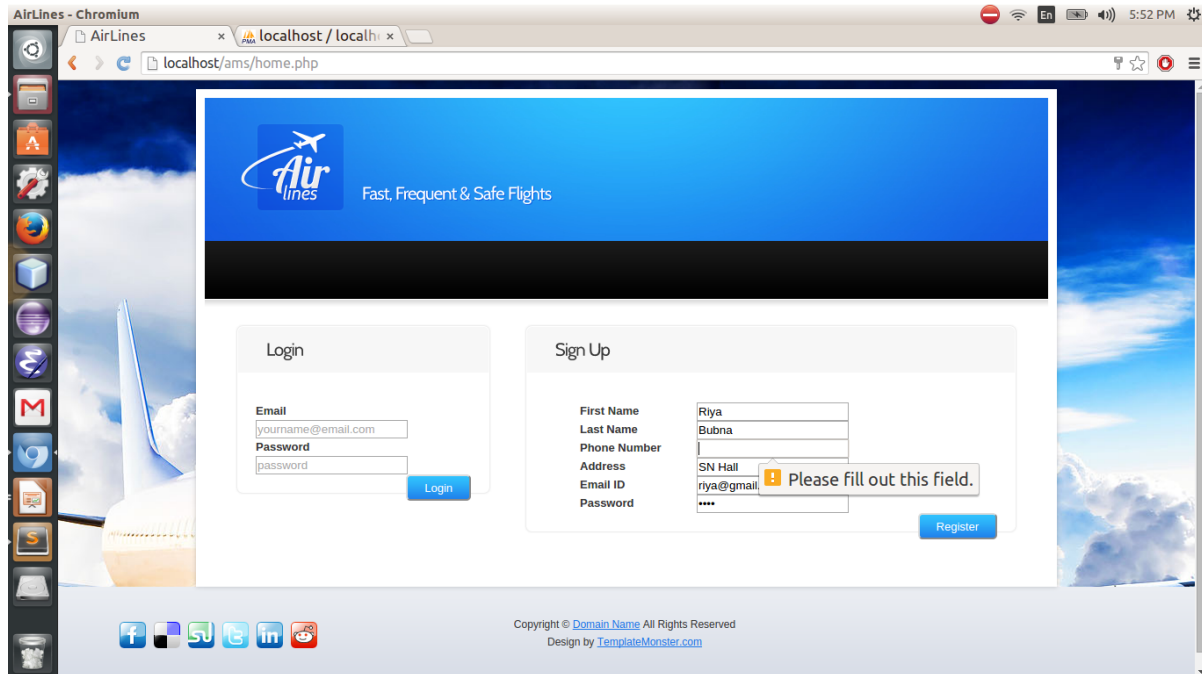 AirLines - Chromium
En
5:52 PM
AirLines
localhost / localh
localhost/ams/home.php
Air
lines
Fast, Frequent & Safe Flights
Login
Sign Up
Email
yourname@email.com
Password
password
Login
First Name Riya
Last Name Bubna
Phone Number
Address SN Hall
Email ID riya@gmail.
Password ••••
Please fill out this field.
Register
Copyright © Domain Name All Rights Reserved
Design by TemplateMonster.com